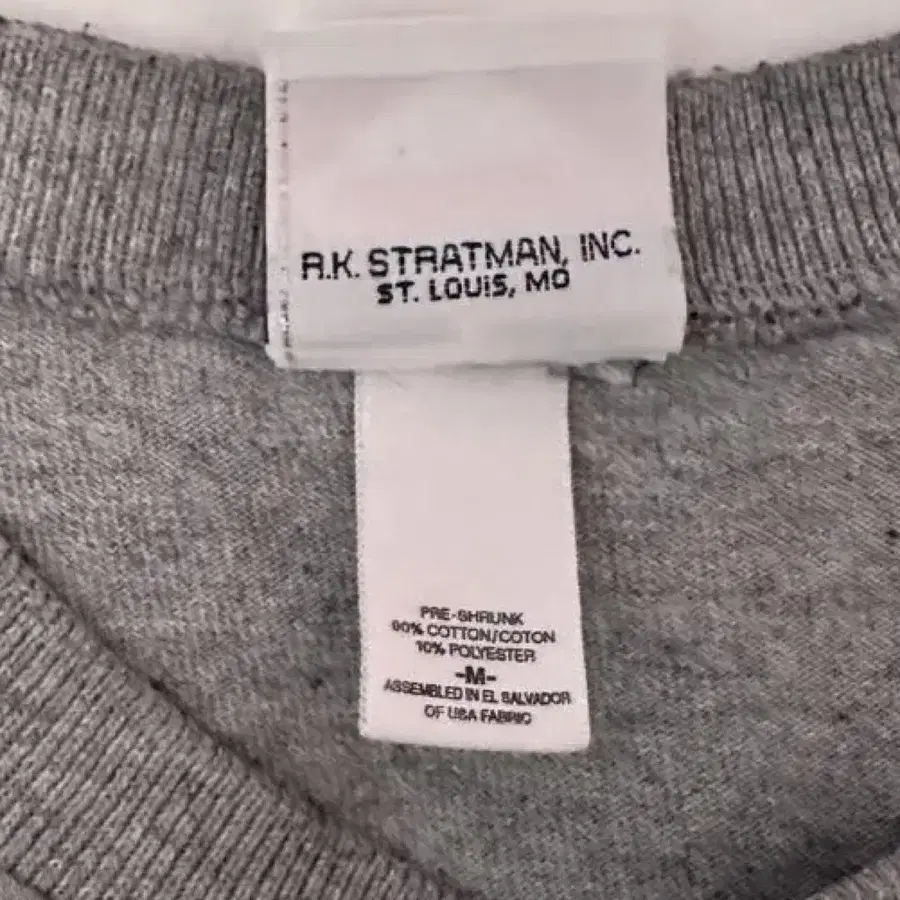 R.K. STRATMAN, INC.
ST. LOUIS, MO
PRE-SHRUNK
90% COTTON/COTON
10% POLYESTER
-M-
ASSEMBLED IN EL SALVADOR
OF USA FABRIC